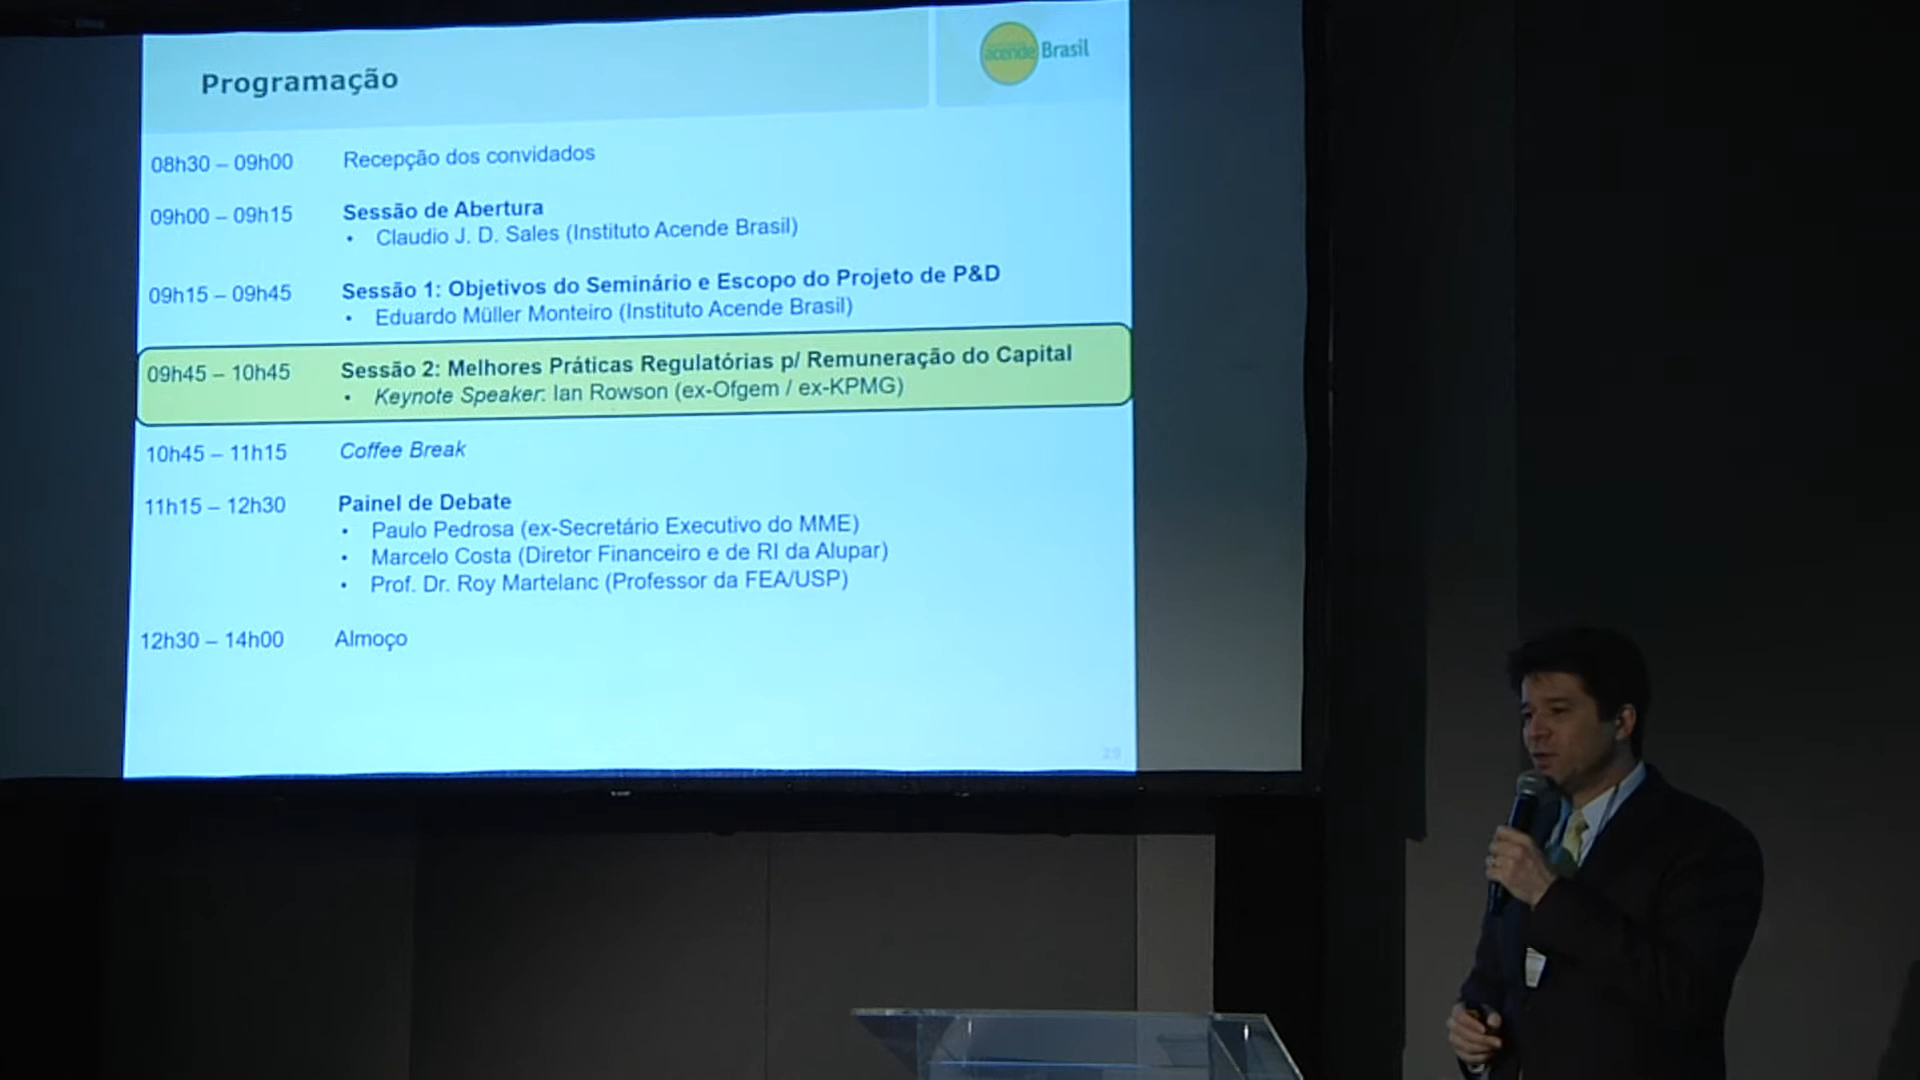 Programação
acende Brasil
08h30 – 09h00 Recepção dos convidados
09h00 – 09h15 Sessão de Abertura
• Claudio J. D. Sales (Instituto Acende Brasil)
09h15 – 09h45 Sessão 1: Objetivos do Seminário e Escopo do Projeto de P&D
• Eduardo Müller Monteiro (Instituto Acende Brasil)
09h45 – 10h45 Sessão 2: Melhores Práticas Regulatórias p/ Remuneração do Capital
• Keynote Speaker: Ian Rowson (ex-Ofgem / ex-KPMG)
10h45 – 11h15 Coffee Break
11h15 – 12h30 Painel de Debate
• Paulo Pedrosa (ex-Secretário Executivo do MME)
• Marcelo Costa (Diretor Financeiro e de RI da Alupar)
• Prof. Dr. Roy Martelanc (Professor da FEA/USP)
12h30 – 14h00 Almoço